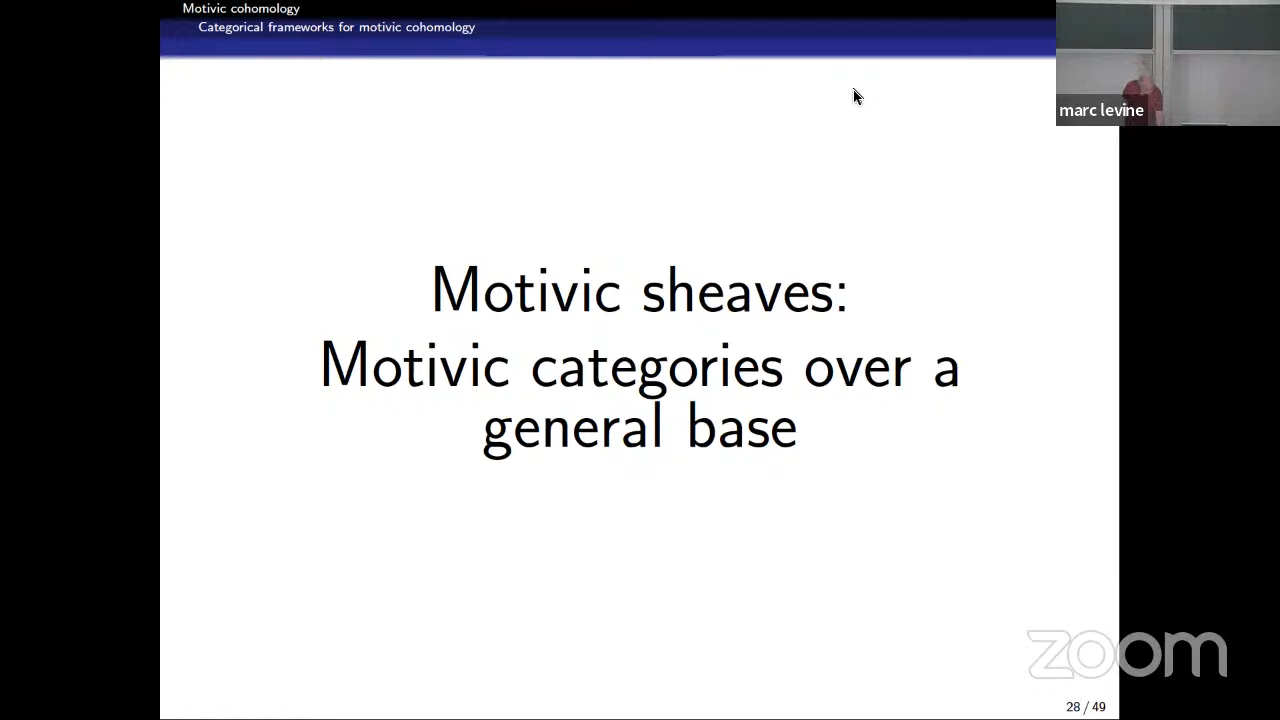 Motivic cohomology
Categorical frameworks for motivic cohomology
marc levine
Motivic sheaves:
Motivic categories over a
general base
zoom
28 / 49